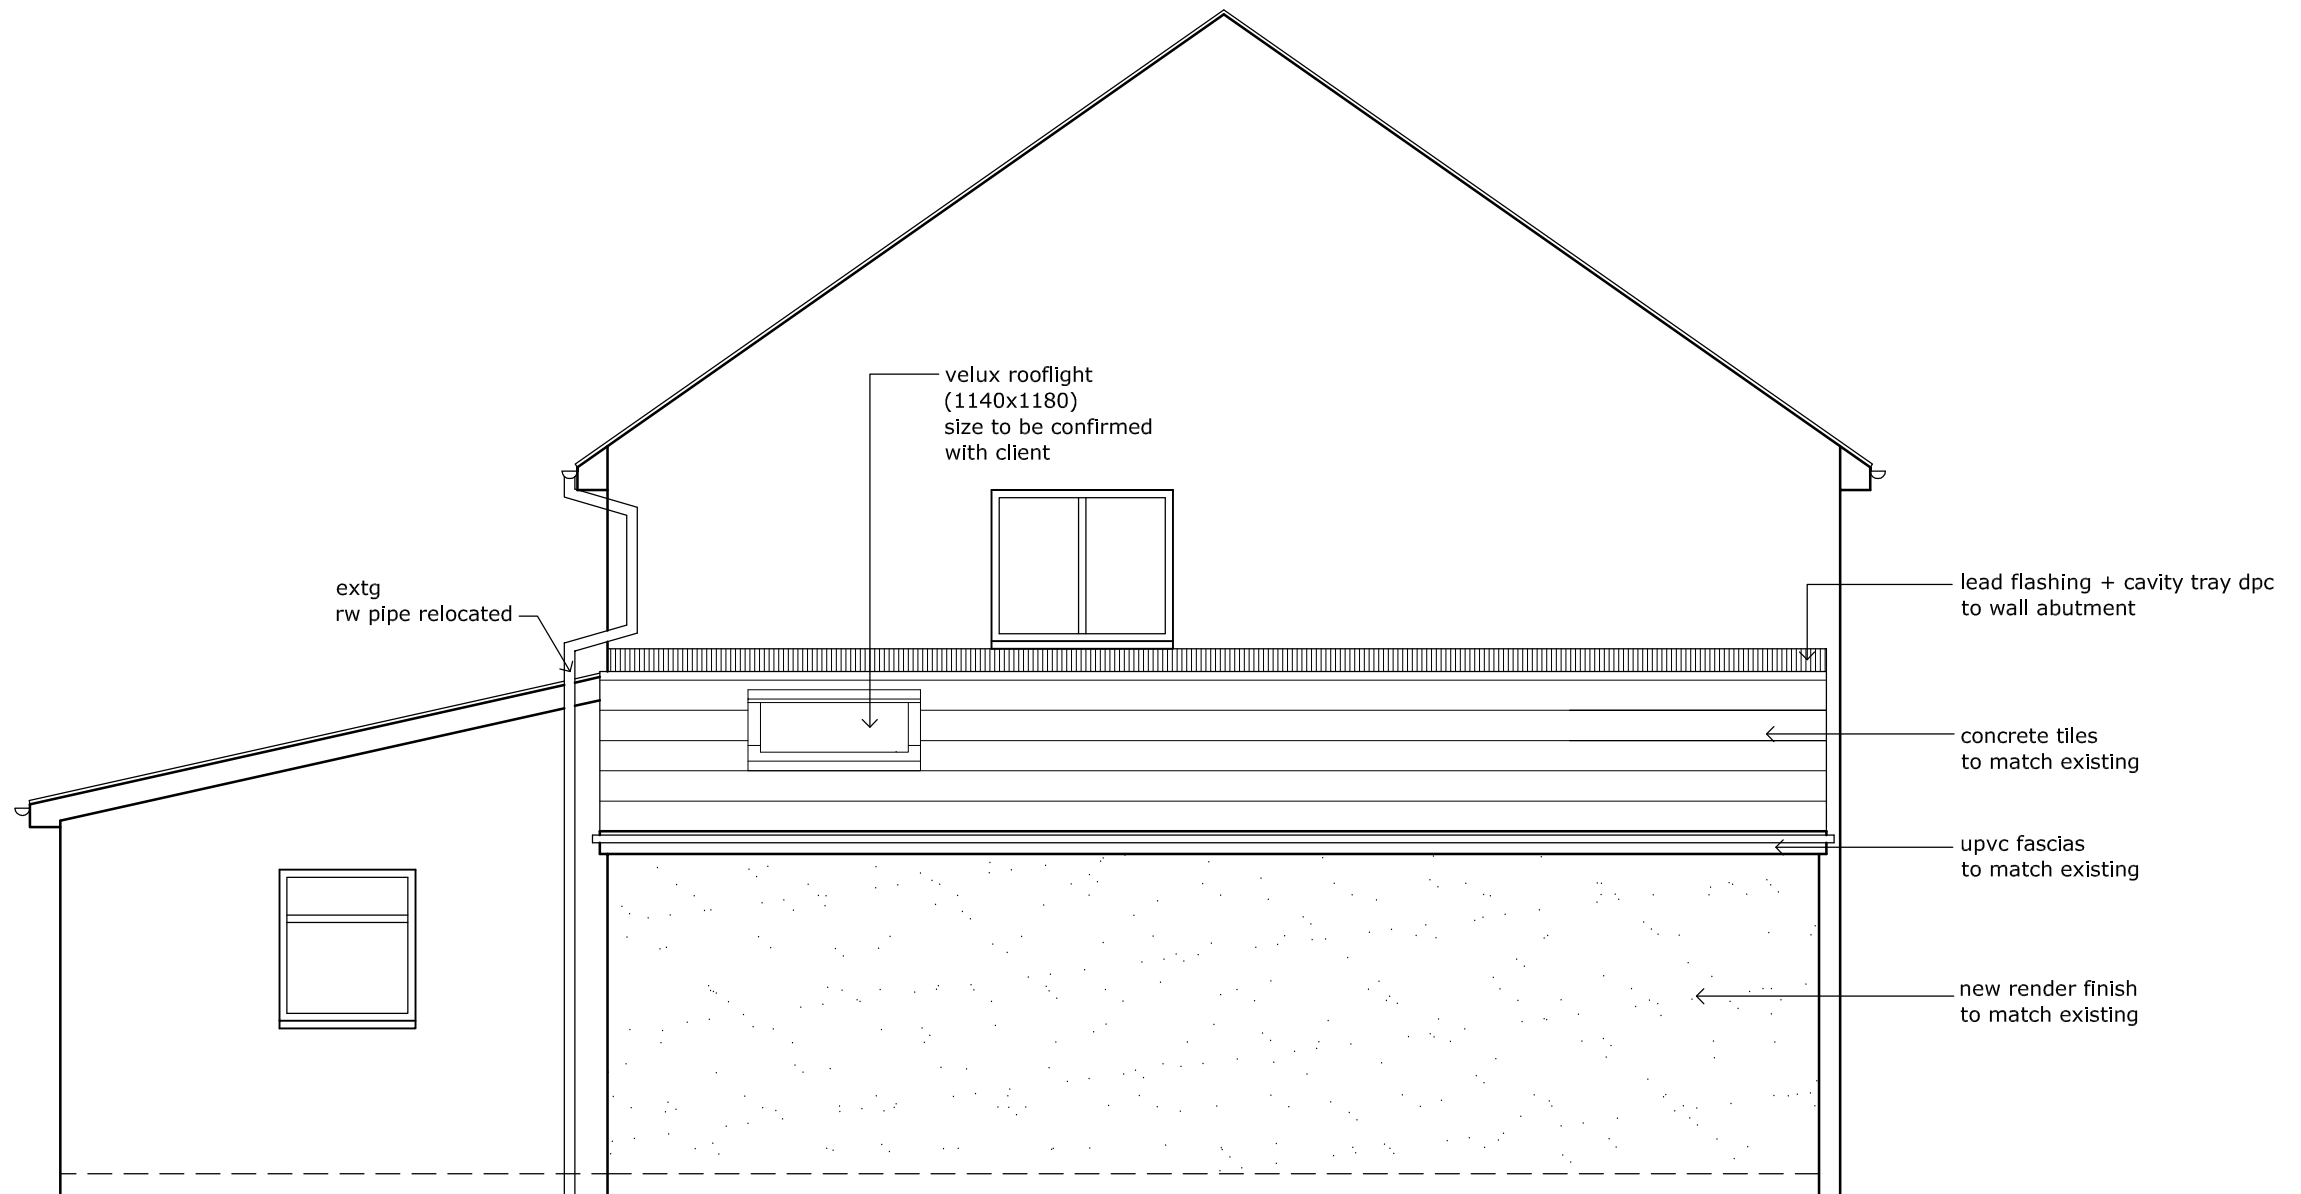 velux rooflight
(1140x1180)
size to be confirmed
with client
extg
rw pipe relocated
lead flashing + cavity tray dpc
to wall abutment
concrete tiles
to match existing
upvc fascias
to match existing
new render finish
to match existing